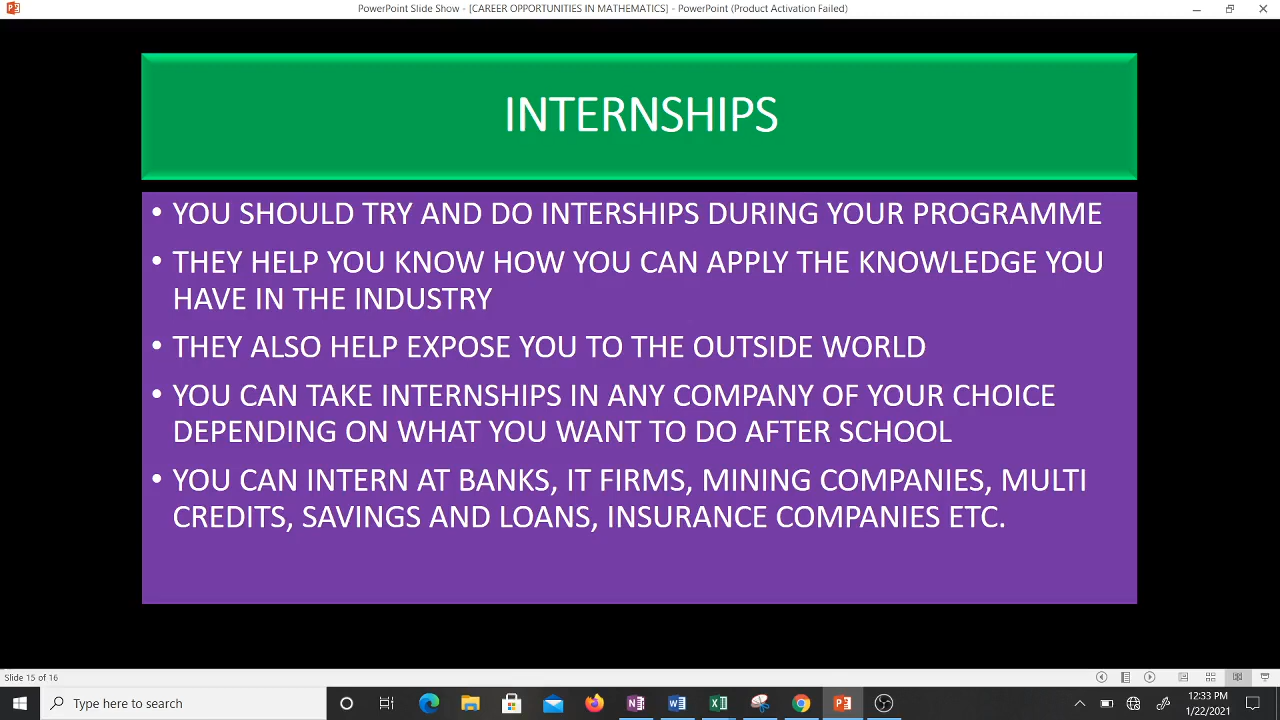 PowerPoint Slide Show - [CAREER OPPORTUNITIES IN MATHEMATICS] - PowerPoint (Product Activation Failed)
INTERNSHIPS
• YOU SHOULD TRY AND DO INTERSHIPS DURING YOUR PROGRAMME
• THEY HELP YOU KNOW HOW YOU CAN APPLY THE KNOWLEDGE YOU
HAVE IN THE INDUSTRY
• THEY ALSO HELP EXPOSE YOU TO THE OUTSIDE WORLD
• YOU CAN TAKE INTERNSHIPS IN ANY COMPANY OF YOUR CHOICE
DEPENDING ON WHAT YOU WANT TO DO AFTER SCHOOL
• YOU CAN INTERN AT BANKS, IT FIRMS, MINING COMPANIES, MULTI
CREDITS, SAVINGS AND LOANS, INSURANCE COMPANIES ETC.
Slide 15 of 16
Type here to search
12:33 PM
1/22/2021